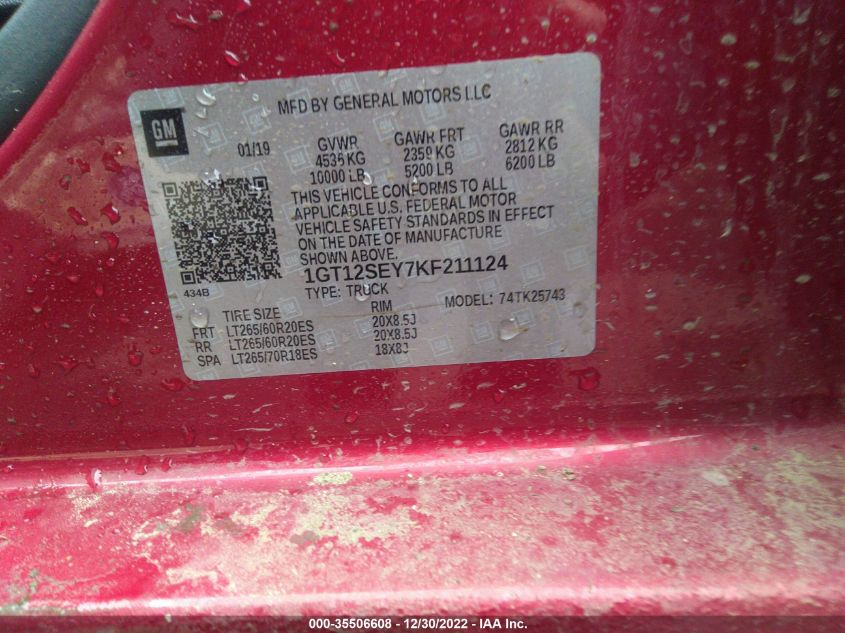 MFD BY GENERAL MOTORS LLC
GM
01/19 GVWR GAWR FRT GAWR RR
4536 KG 2359 KG 2812 KG
10000 LB 5200 LB 6200 LB
THIS VEHICLE CONFORMS TO ALL
APPLICABLE U.S. FEDERAL MOTOR
VEHICLE SAFETY STANDARDS IN EFFECT
ON THE DATE OF MANUFACTURE
SHOWN ABOVE.
434B
1GT12SEY7KF211124
TYPE: TRUCK MODEL: 74TK25743
TIRE SIZE RIM
FRT LT265/60R20ES 20X8.5J
RR LT265/60R20ES 20X8.5J
SPA LT265/70R18ES 18X8J
000-35506608 - 12/30/2022 - IAA Inc.